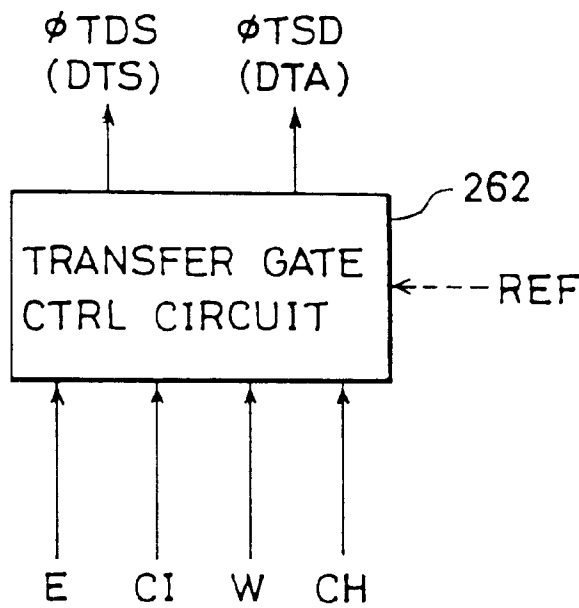 φTDS φTSD
(DTS) (DTA)
262
TRANSFER GATE
CTRL CIRCUIT
REF
E CI W CH